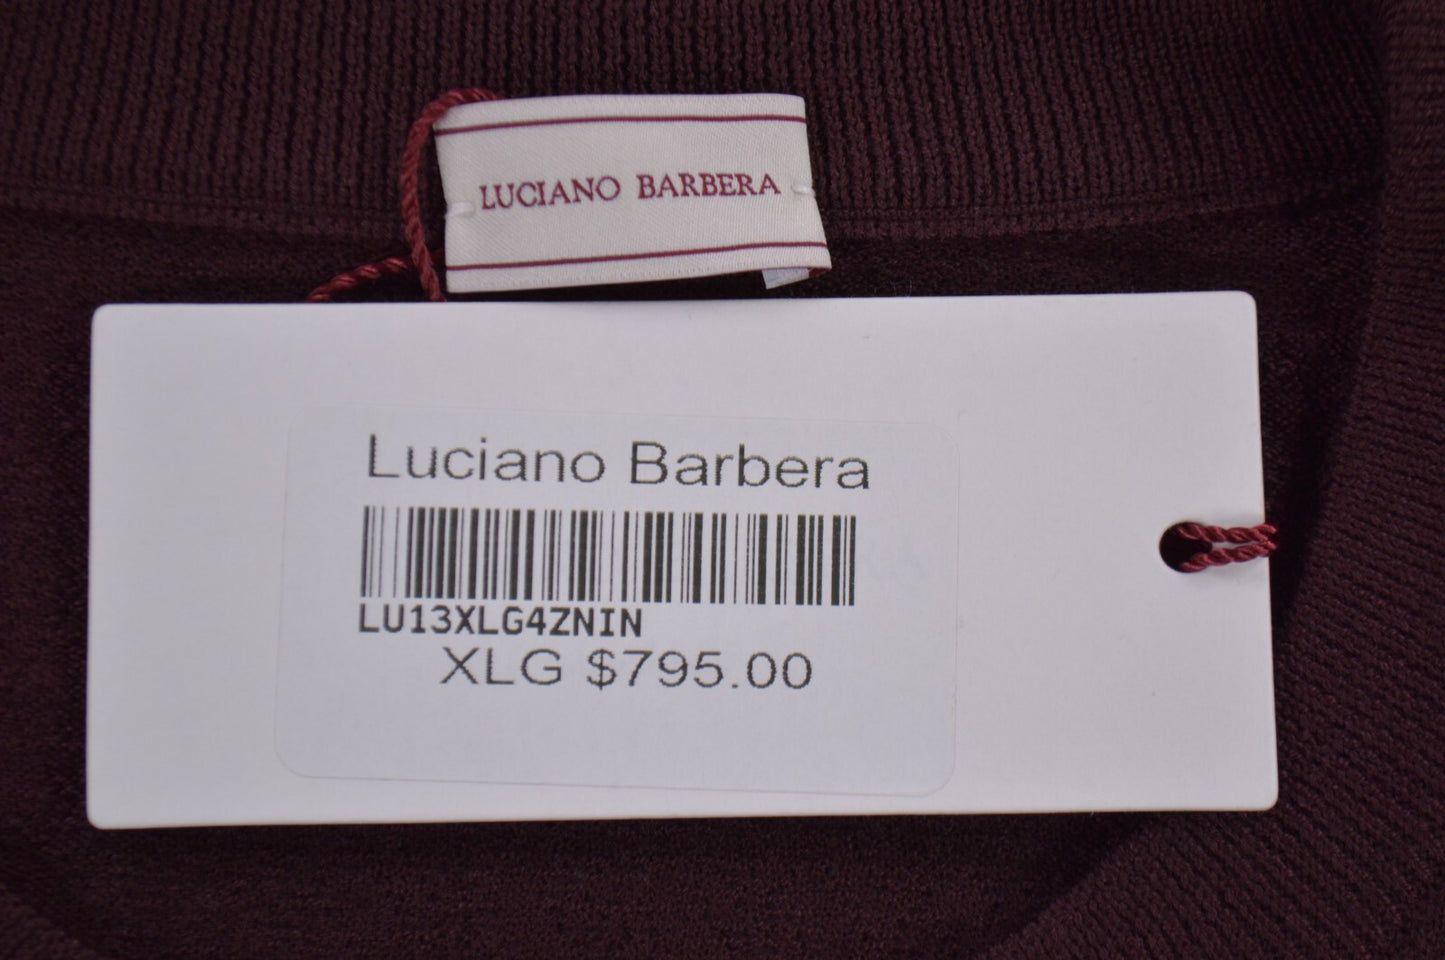 LUCIANO BARBERA
Luciano Barbera
LU13XLG4ZNIN
XLG $795.00